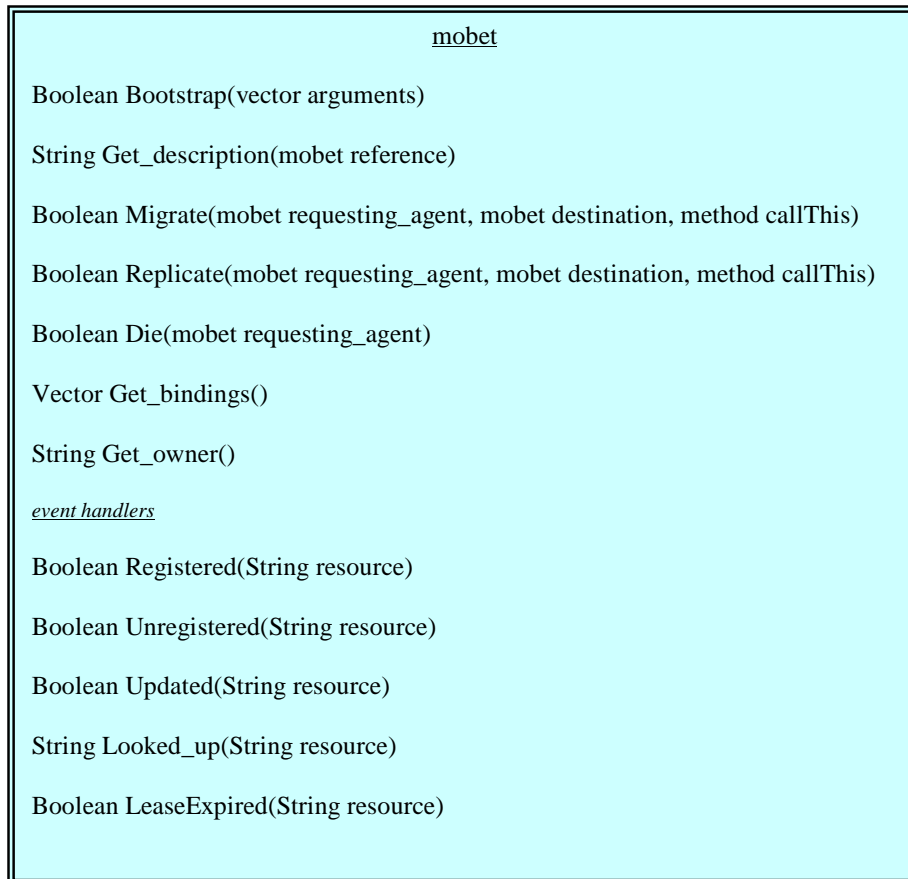 mobet
Boolean Bootstrap(vector arguments)
String Get_description(mobet reference)
Boolean Migrate(mobet requesting_agent, mobet destination, method callThis)
Boolean Replicate(mobet requesting_agent, mobet destination, method callThis)
Boolean Die(mobet requesting_agent)
Vector Get_bindings()
String Get_owner()
event handlers
Boolean Registered(String resource)
Boolean Unregistered(String resource)
Boolean Updated(String resource)
String Looked_up(String resource)
Boolean LeaseExpired(String resource)